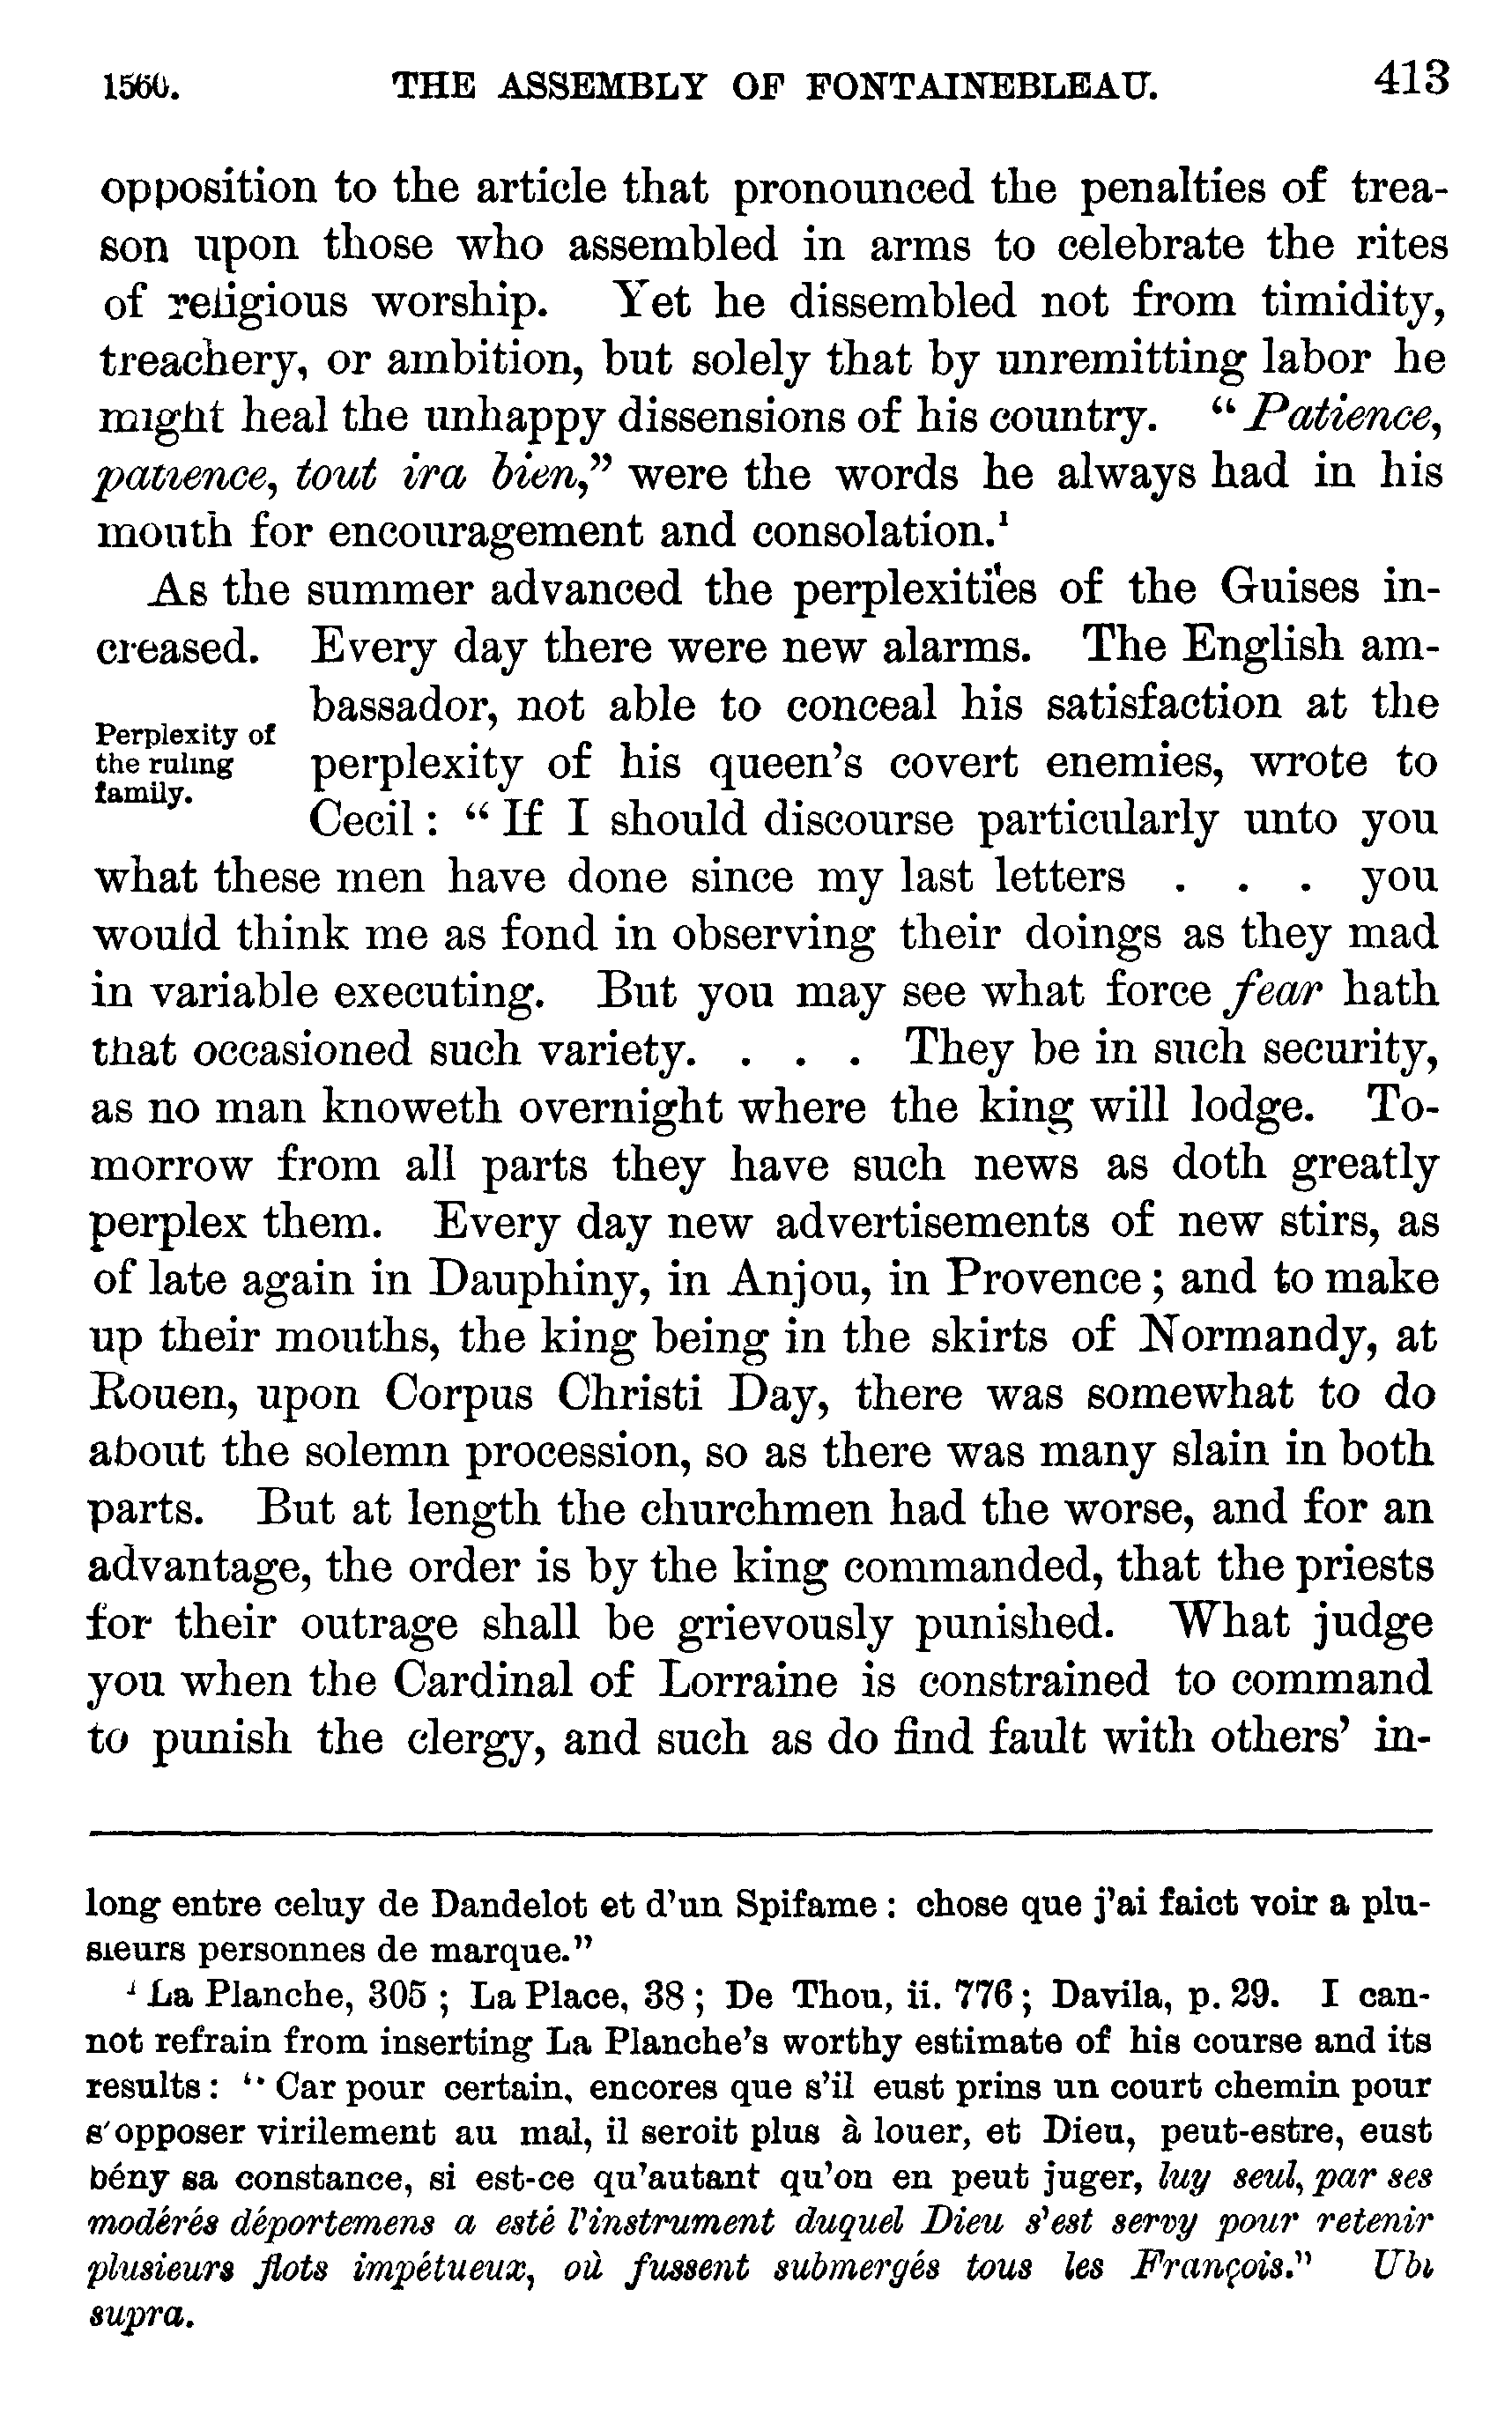 1560. THE ASSEMBLY OF FONTAINEBLEAU. 413
opposition to the article that pronounced the penalties of trea-
son upon those who assembled in arms to celebrate the rites
of religious worship. Yet he dissembled not from timidity,
treachery, or ambition, but solely that by unremitting labor he
might heal the unhappy dissensions of his country. “Patience,
patience, tout ira bien,” were the words he always had in his
mouth for encouragement and consolation.¹
As the summer advanced the perplexities of the Guises in-
creased. Every day there were new alarms. The English am-
bassador, not able to conceal his satisfaction at the
Perplexity of
the ruling
family.
perplexity of his queen’s covert enemies, wrote to
Cecil: “If I should discourse particularly unto you
what these men have done since my last letters . . . you
would think me as fond in observing their doings as they mad
in variable executing. But you may see what force fear hath
that occasioned such variety. . . . They be in such security,
as no man knoweth overnight where the king will lodge. To-
morrow from all parts they have such news as doth greatly
perplex them. Every day new advertisements of new stirs, as
of late again in Dauphiny, in Anjou, in Provence; and to make
up their mouths, the king being in the skirts of Normandy, at
Rouen, upon Corpus Christi Day, there was somewhat to do
about the solemn procession, so as there was many slain in both
parts. But at length the churchmen had the worse, and for an
advantage, the order is by the king commanded, that the priests
for their outrage shall be grievously punished. What judge
you when the Cardinal of Lorraine is constrained to command
to punish the clergy, and such as do find fault with others’ in-
long entre celuy de Dandelot et d’un Spifame: chose que j’ai faict voir a plu-
sieurs personnes de marque.”
¹ La Planche, 305; La Place, 38; De Thou, ii. 776; Davila, p. 29. I can-
not refrain from inserting La Planche’s worthy estimate of his course and its
results: “Car pour certain, encores que s’il eust prins un court chemin pour
s’opposer virilement au mal, il seroit plus à louer, et Dieu, peut-estre, eust
bény sa constance, si est-ce qu’autant qu’on en peut juger, luy seul, par ses
modérés déportemens a esté l’instrument duquel Dieu s’est servy pour retenir
plusieurs flots impétueux, où fussent submergés tous les François.” Ubi
supra.